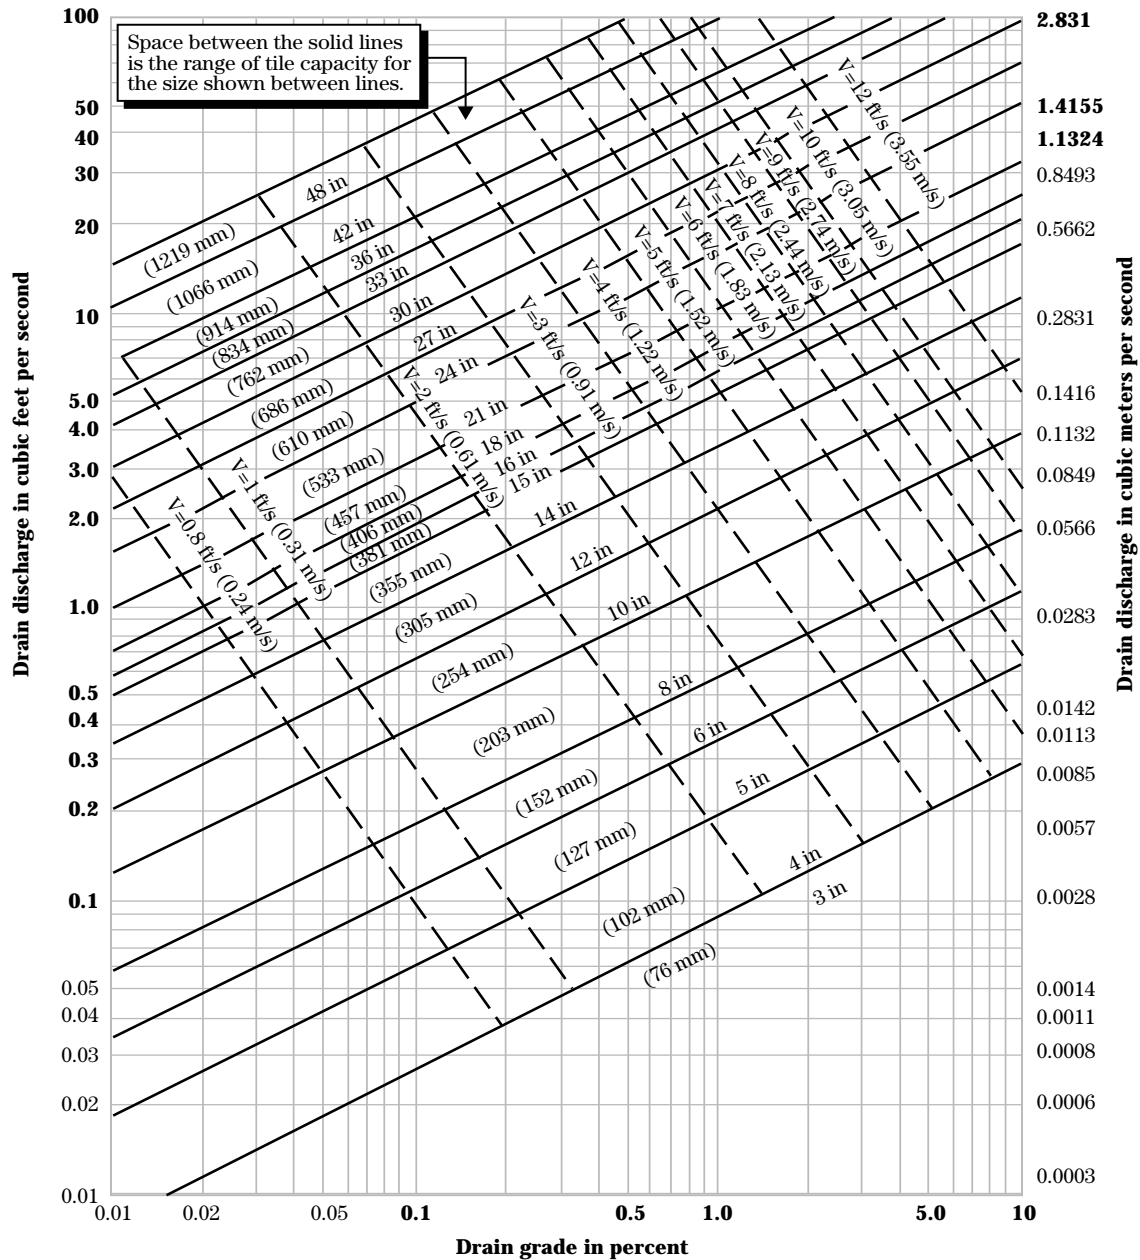 Space between the solid lines
is the range of tile capacity for
the size shown between lines.
Drain discharge in cubic feet per second
100
50
40
30
20
10
5.0
4.0
3.0
2.0
1.0
0.5
0.4
0.3
0.2
0.1
0.05
0.04
0.03
0.02
0.01
48 in
42 in
36 in
33 in
30 in
27 in
24 in
21 in
18 in
16 in
15 in
14 in
12 in
10 in
8 in
6 in
5 in
4 in
3 in
(1219 mm)
(1066 mm)
(914 mm)
(834 mm)
(762 mm)
(686 mm)
(610 mm)
(533 mm)
(457 mm)
(406 mm)
(381 mm)
(355 mm)
(305 mm)
(254 mm)
(203 mm)
(152 mm)
(127 mm)
(102 mm)
(76 mm)
V=0.8 ft/s (0.24 m/s)
V=1 ft/s (0.31 m/s)
V=2 ft/s (0.61 m/s)
V=3 ft/s (0.91 m/s)
V=4 ft/s (1.22 m/s)
V=5 ft/s (1.52 m/s)
V=6 ft/s (1.83 m/s)
V=7 ft/s (2.13 m/s)
V=8 ft/s (2.44 m/s)
V=9 ft/s (2.74 m/s)
V=10 ft/s (3.05 m/s)
V=12 ft/s (3.55 m/s)
2.831
1.4155
1.1324
0.8493
0.5662
0.2831
0.1416
0.1132
0.0849
0.0566
0.0283
0.0142
0.0113
0.0085
0.0057
0.0028
0.0014
0.0011
0.0008
0.0006
0.0003
Drain discharge in cubic meters per second
0.01
0.02
0.05
0.1
0.5
1.0
5.0
10
Drain grade in percent